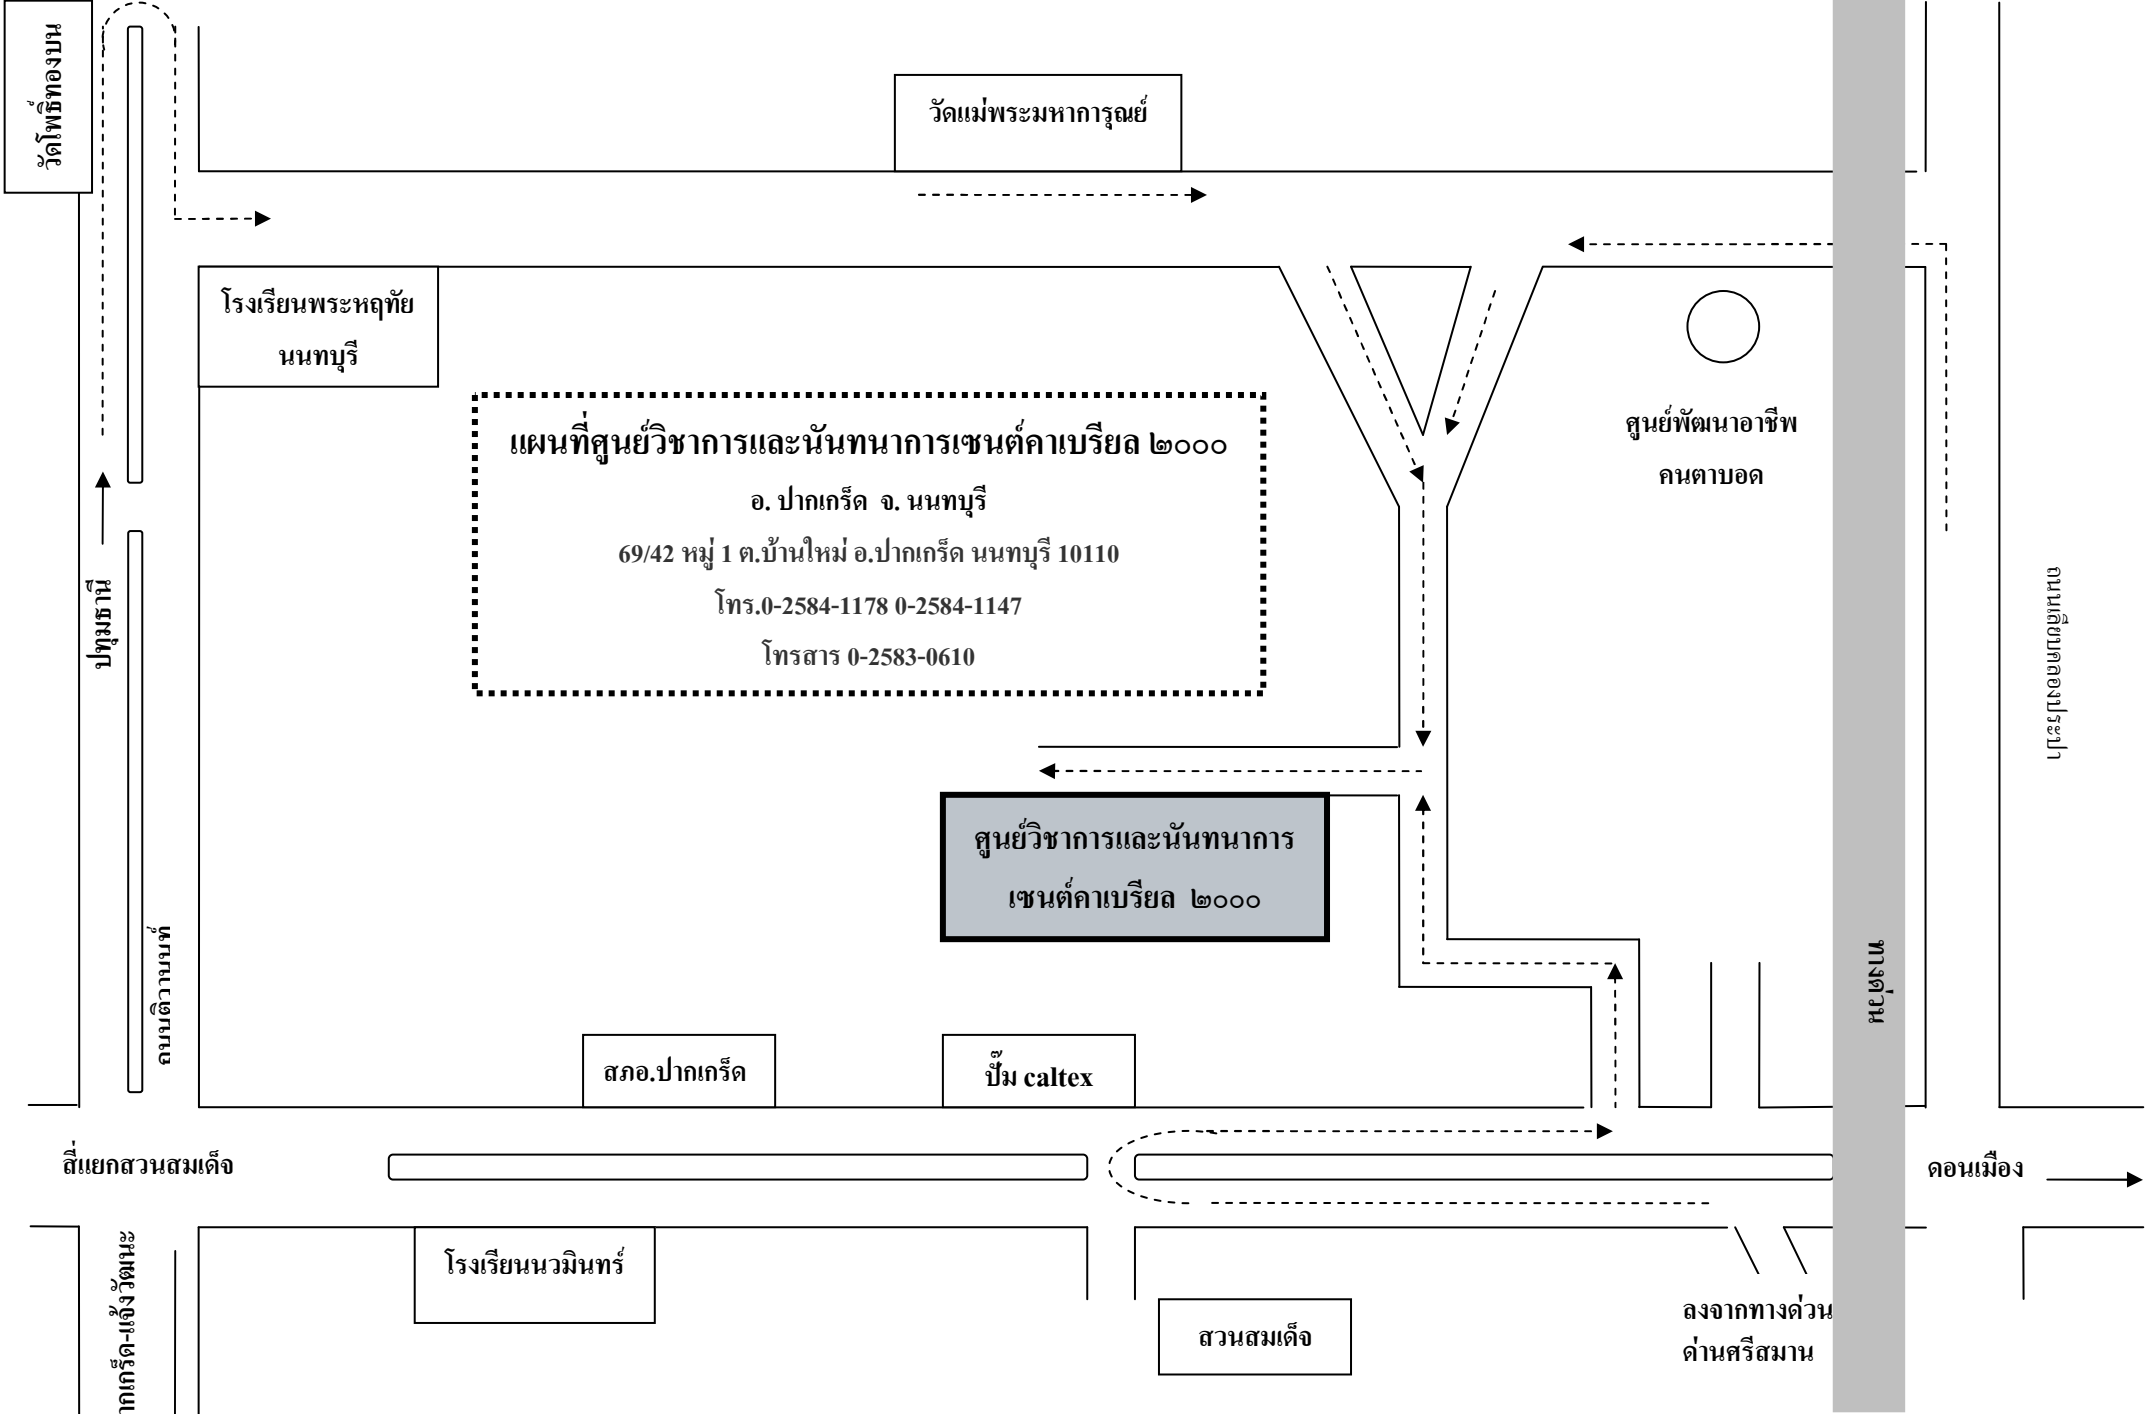 วัดโพธิ์ทองบน
วัดแม่พระมหาการุณย์
โรงเรียนพระหฤทัย
นนทบุรี
แผนที่ศูนย์วิชาการและนันทนาการเซนต์คาเบรียล ๒๐๐๐
อ. ปากเกร็ด จ. นนทบุรี
69/42 หมู่ 1 ต.บ้านใหม่ อ.ปากเกร็ด นนทบุรี 10110
โทร.0-2584-1178 0-2584-1147
โทรสาร 0-2583-0610
ศูนย์พัฒนาอาชีพ
คนตาบอด
ปทุมธานี
ถนนเลียบคลองประปา
ศูนย์วิชาการและนันทนาการ
เซนต์คาเบรียล ๒๐๐๐
ถนนติวานนท์
ทางด่วน
สภอ.ปากเกร็ด
ปั๊ม caltex
สี่แยกสวนสมเด็จ
ดอนเมือง
โรงเรียนนวมินทร์
สวนสมเด็จ
ลงจากทางด่วน
ด่านศรีสมาน
ากเกร็ด-แจ้งวัฒนะ